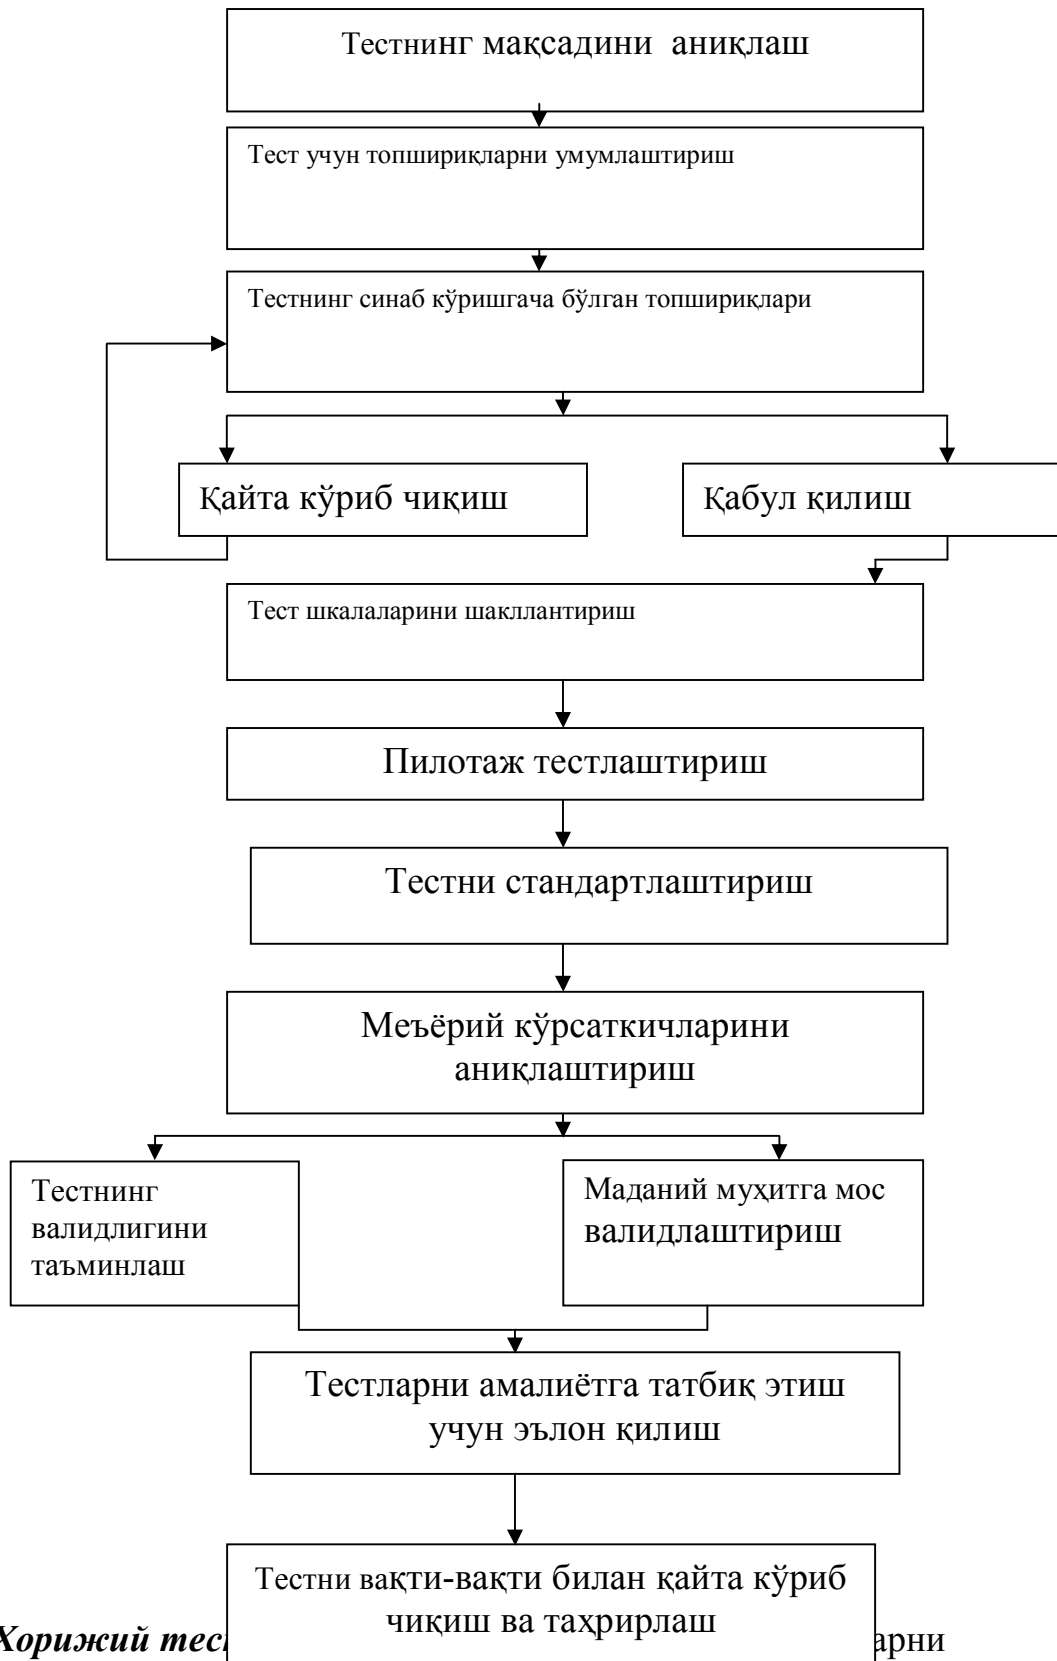 Тестнинг мақсадини аниқлаш
Тест учун топшириқларни умумлаштириш
Тестнинг синаб кўришгача бўлган топшириқлари
Қайта кўриб чиқиш
Қабул қилиш
Тест шкалаларини шакллантириш
Пилотаж тестлаштириш
Тестни стандартлаштириш
Меъёрий кўрсаткичларини
аниқлаштириш
Тестнинг
валидлигини
таъминлаш
Маданий муҳитга мос
валидлаштириш
Тестларни амалиётга татбиқ этиш
учун эълон қилиш
Тестни вақти-вақти билан қайта кўриб
чиқиш ва таҳрирлаш
Хорижий